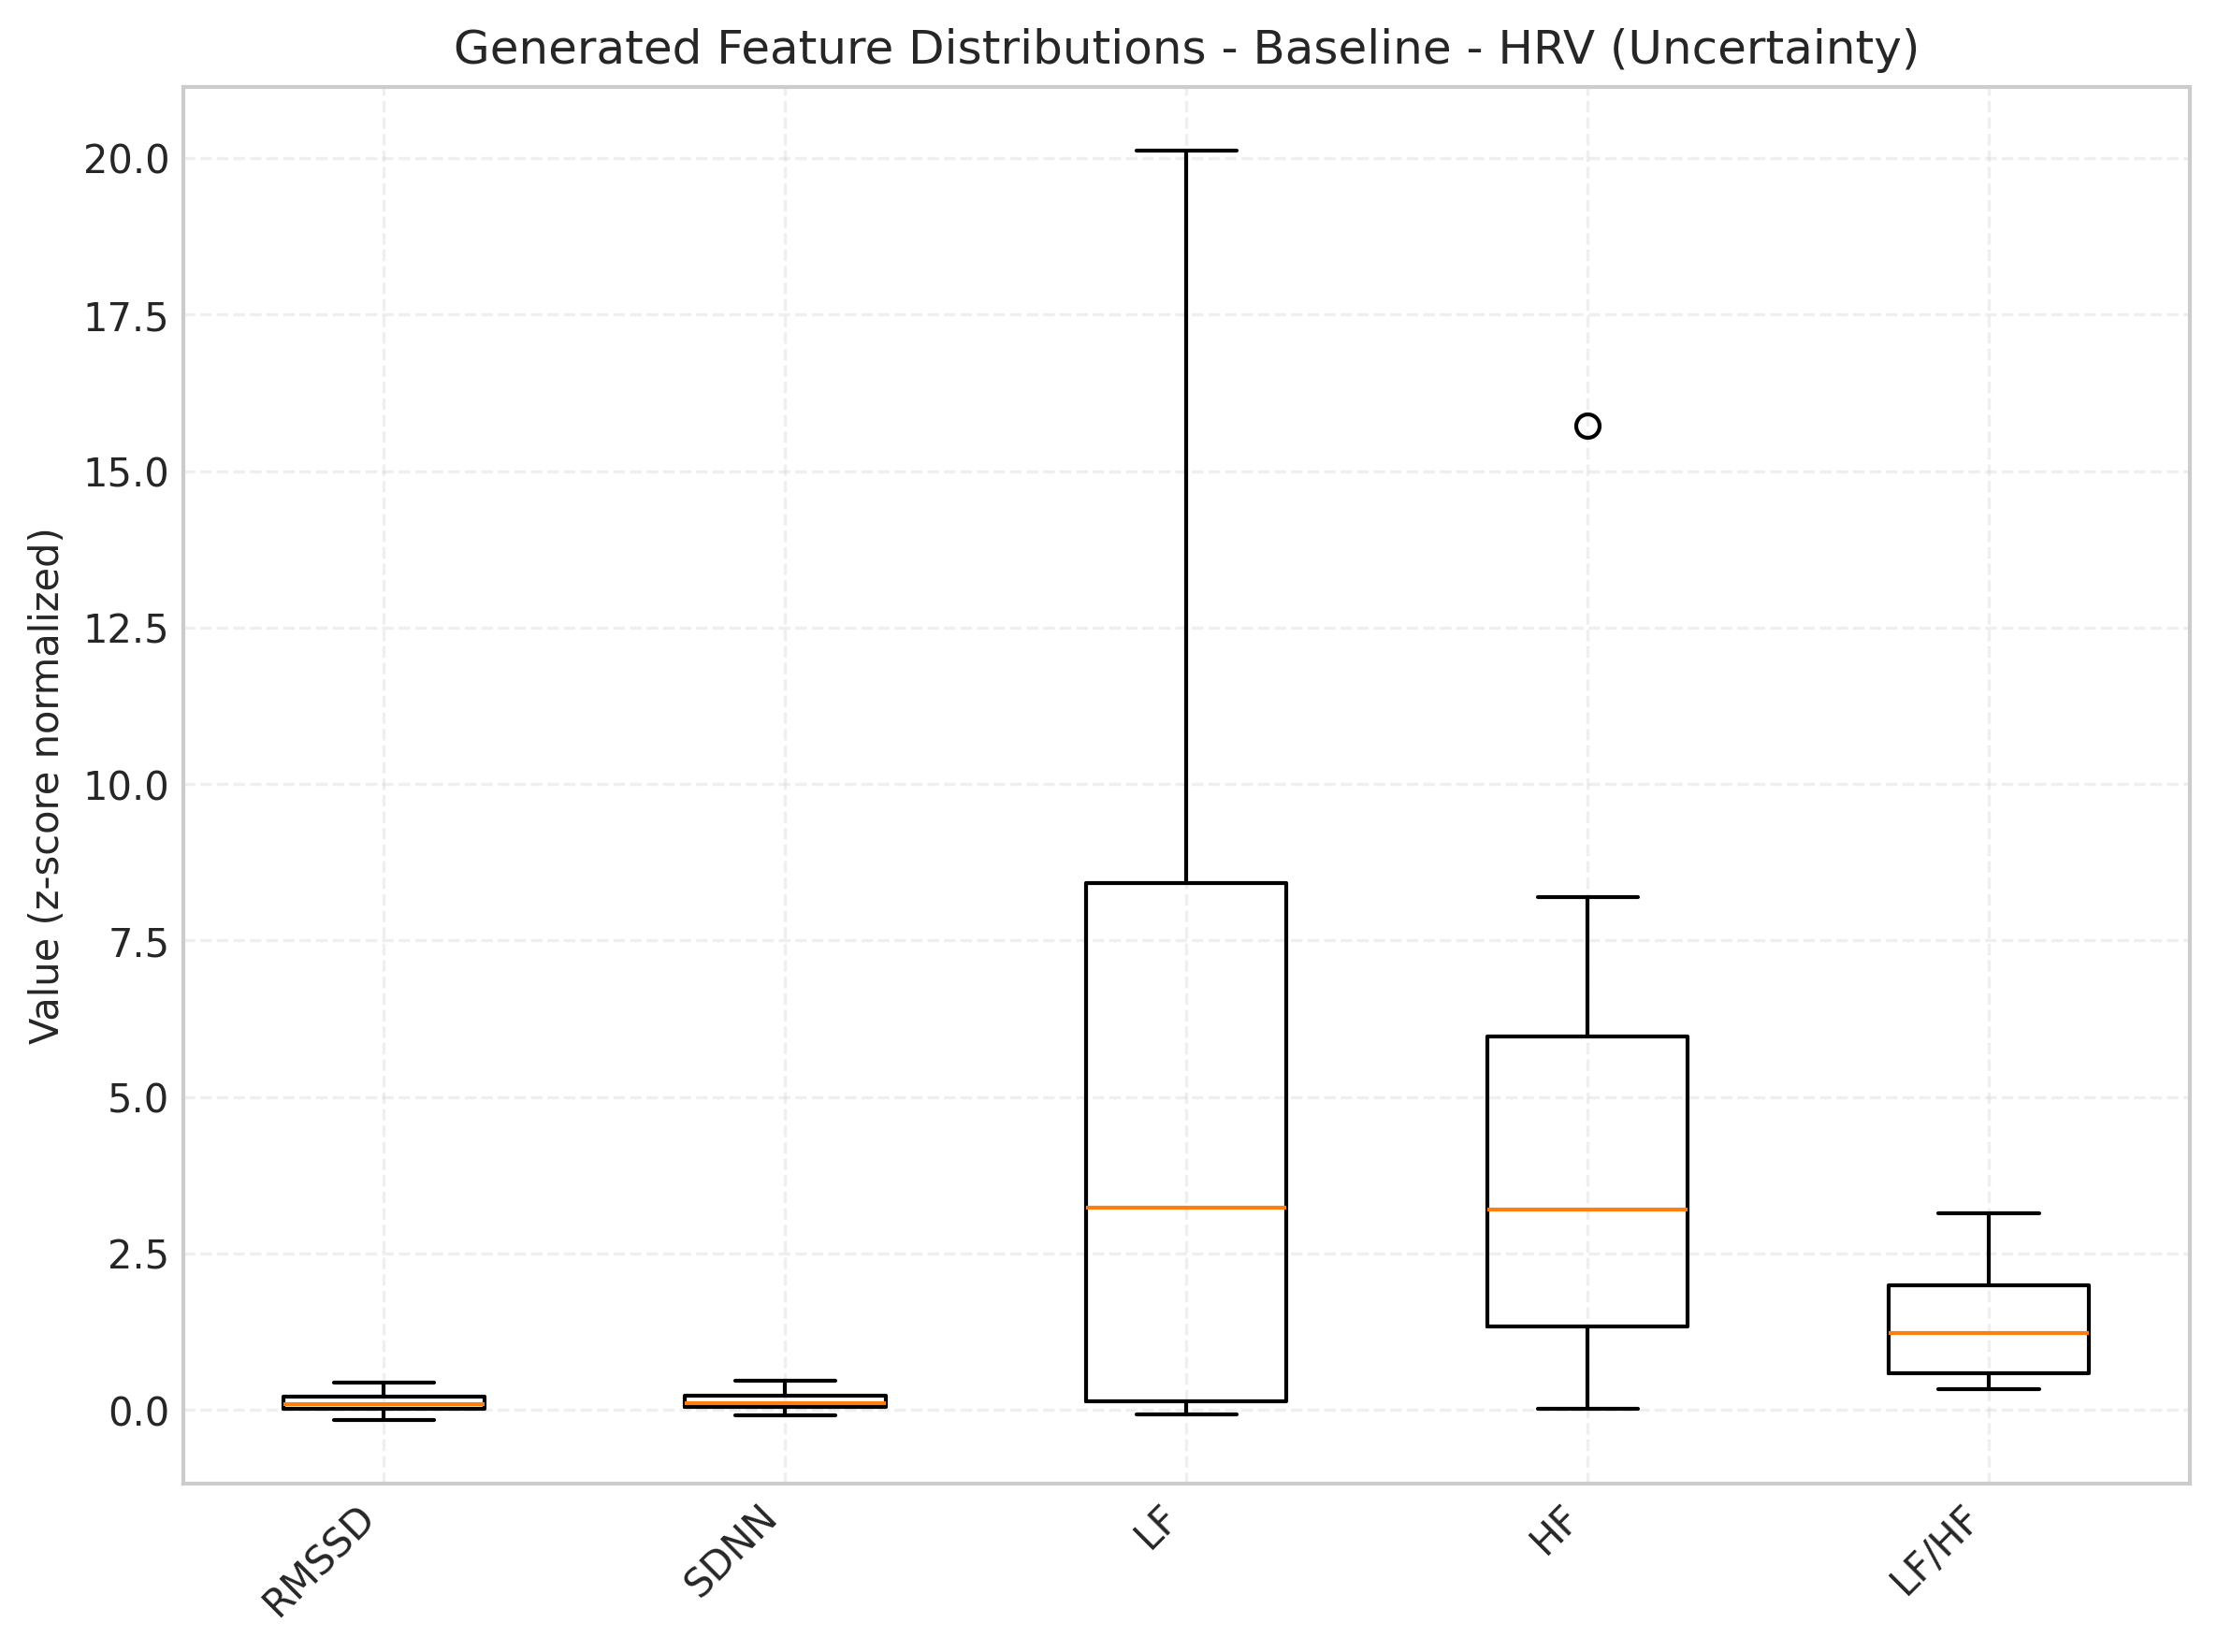 Generated Feature Distributions - Baseline - HRV (Uncertainty)
Value (z-score normalized)
20.0
17.5
15.0
12.5
10.0
7.5
5.0
2.5
0.0
RMSSD
SDNN
LF
HF
LF/HF